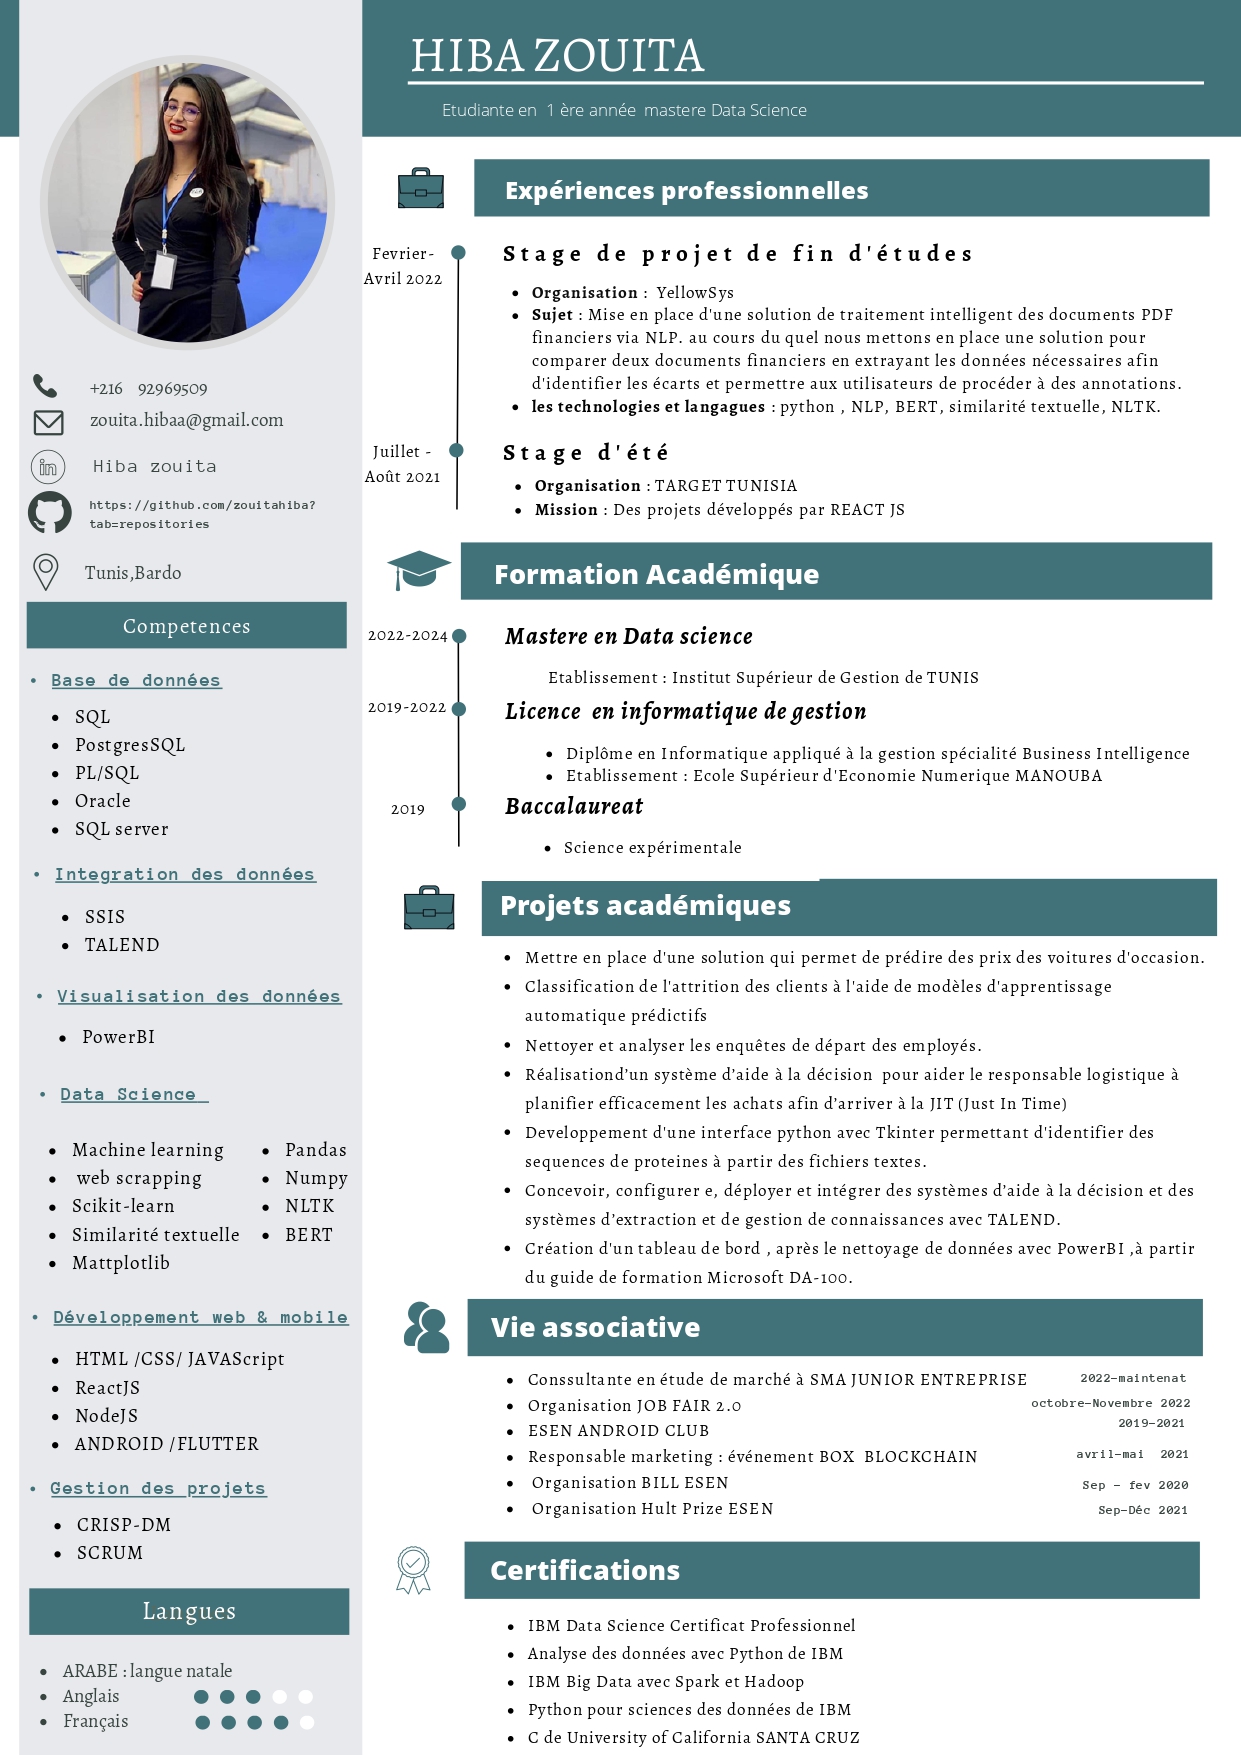 HIBA ZOUITA
Etudiante en 1 ère année mastere Data Science
+216 92969509
zouita.hibaa@gmail.com
Hiba zouita
https://github.com/zouitahiba?
tab=repositories
Tunis,Bardo
Competences
• Base de données
• SQL
• PostgresSQL
• PL/SQL
• Oracle
• SQL server
• Integration des données
• SSIS
• TALEND
• Visualisation des données
• PowerBI
• Data Science
• Machine learning
• web scrapping
• Scikit-learn
• Similarité textuelle
• Mattplotlib
• Pandas
• Numpy
• NLTK
• BERT
• Développement web & mobile
• HTML /CSS/ JAVAScript
• ReactJS
• NodeJS
• ANDROID /FLUTTER
• Gestion des projets
• CRISP-DM
• SCRUM
Langues
• ARABE : langue natale
• Anglais
• Français
Expériences professionnelles
Fevrier-
Avril 2022
Stage de projet de fin d'études
• Organisation : YellowSys
• Sujet : Mise en place d'une solution de traitement intelligent des documents PDF
financiers via NLP. au cours du quel nous mettons en place une solution pour
comparer deux documents financiers en extrayant les données nécessaires afin
d'identifier les écarts et permettre aux utilisateurs de procéder à des annotations.
• les technologies et langagues : python , NLP, BERT, similarité textuelle, NLTK.
Juillet -
Août 2021
Stage d'été
• Organisation : TARGET TUNISIA
• Mission : Des projets développés par REACT JS
Formation Académique
2022-2024
Mastere en Data science
Etablissement : Institut Supérieur de Gestion de TUNIS
2019-2022
Licence en informatique de gestion
• Diplôme en Informatique appliqué à la gestion spécialité Business Intelligence
• Etablissement : Ecole Supérieur d'Economie Numerique MANOUBA
2019
Baccalaureat
• Science expérimentale
Projets académiques
• Mettre en place d'une solution qui permet de prédire des prix des voitures d'occasion.
• Classification de l'attrition des clients à l'aide de modèles d'apprentissage
automatique prédictifs
• Nettoyer et analyser les enquêtes de départ des employés.
• Réalisationd’un système d’aide à la décision pour aider le responsable logistique à
planifier efficacement les achats afin d’arriver à la JIT (Just In Time)
• Developpement d'une interface python avec Tkinter permettant d'identifier des
sequences de proteines à partir des fichiers textes.
• Concevoir, configurer e, déployer et intégrer des systèmes d’aide à la décision et des
systèmes d’extraction et de gestion de connaissances avec TALEND.
• Création d'un tableau de bord , après le nettoyage de données avec PowerBI ,à partir
du guide de formation Microsoft DA-100.
Vie associative
• Conssultante en étude de marché à SMA JUNIOR ENTREPRISE 2022-maintenat
• Organisation JOB FAIR 2.0 octobre-Novembre 2022
• ESEN ANDROID CLUB 2019-2021
• Responsable marketing : événement BOX BLOCKCHAIN avril-mai 2021
• Organisation BILL ESEN Sep - fev 2020
• Organisation Hult Prize ESEN Sep-Déc 2021
Certifications
• IBM Data Science Certificat Professionnel
• Analyse des données avec Python de IBM
• IBM Big Data avec Spark et Hadoop
• Python pour sciences des données de IBM
• C de University of California SANTA CRUZ